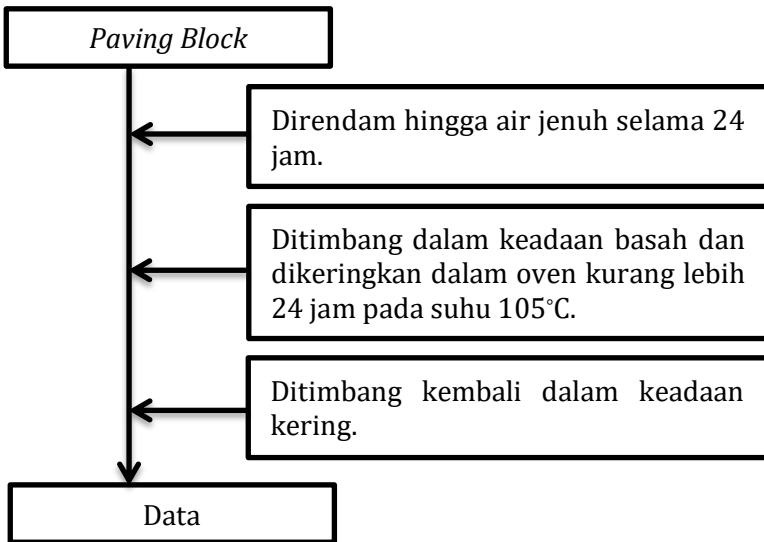 Paving Block
Direndam hingga air jenuh selama 24
jam.
Ditimbang dalam keadaan basah dan
dikeringkan dalam oven kurang lebih
24 jam pada suhu 105°C.
Ditimbang kembali dalam keadaan
kering.
Data